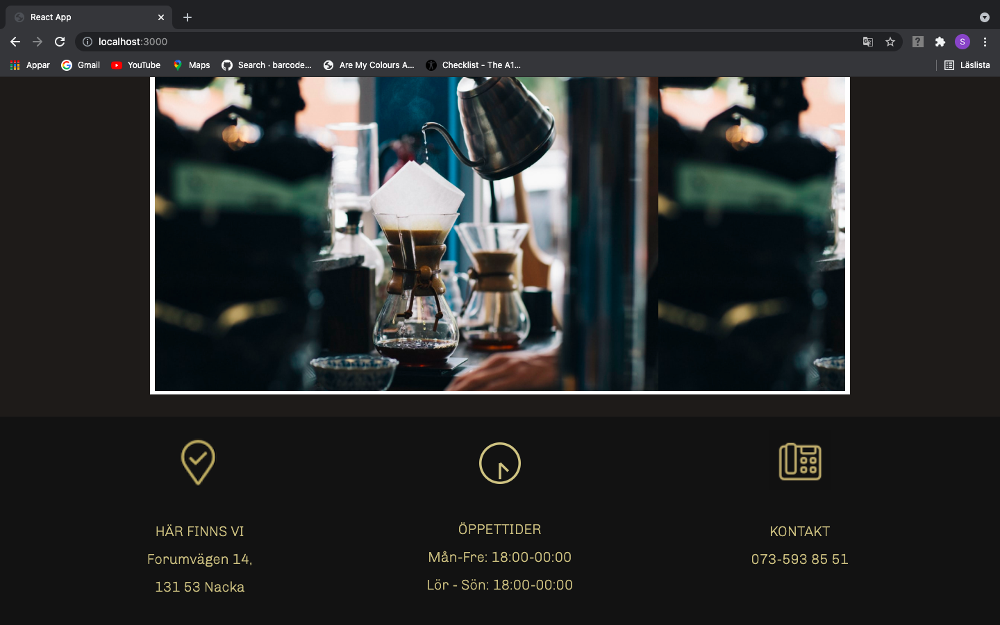 React App
localhost:3000
S
Appar
Gmail
YouTube
Maps
Search · barcode...
Are My Colours A...
Checklist - The A1...
Läslista
HÄR FINNS VI
Forumvägen 14,
131 53 Nacka
ÖPPETTIDER
Mån-Fre: 18:00-00:00
Lör - Sön: 18:00-00:00
KONTAKT
073-593 85 51